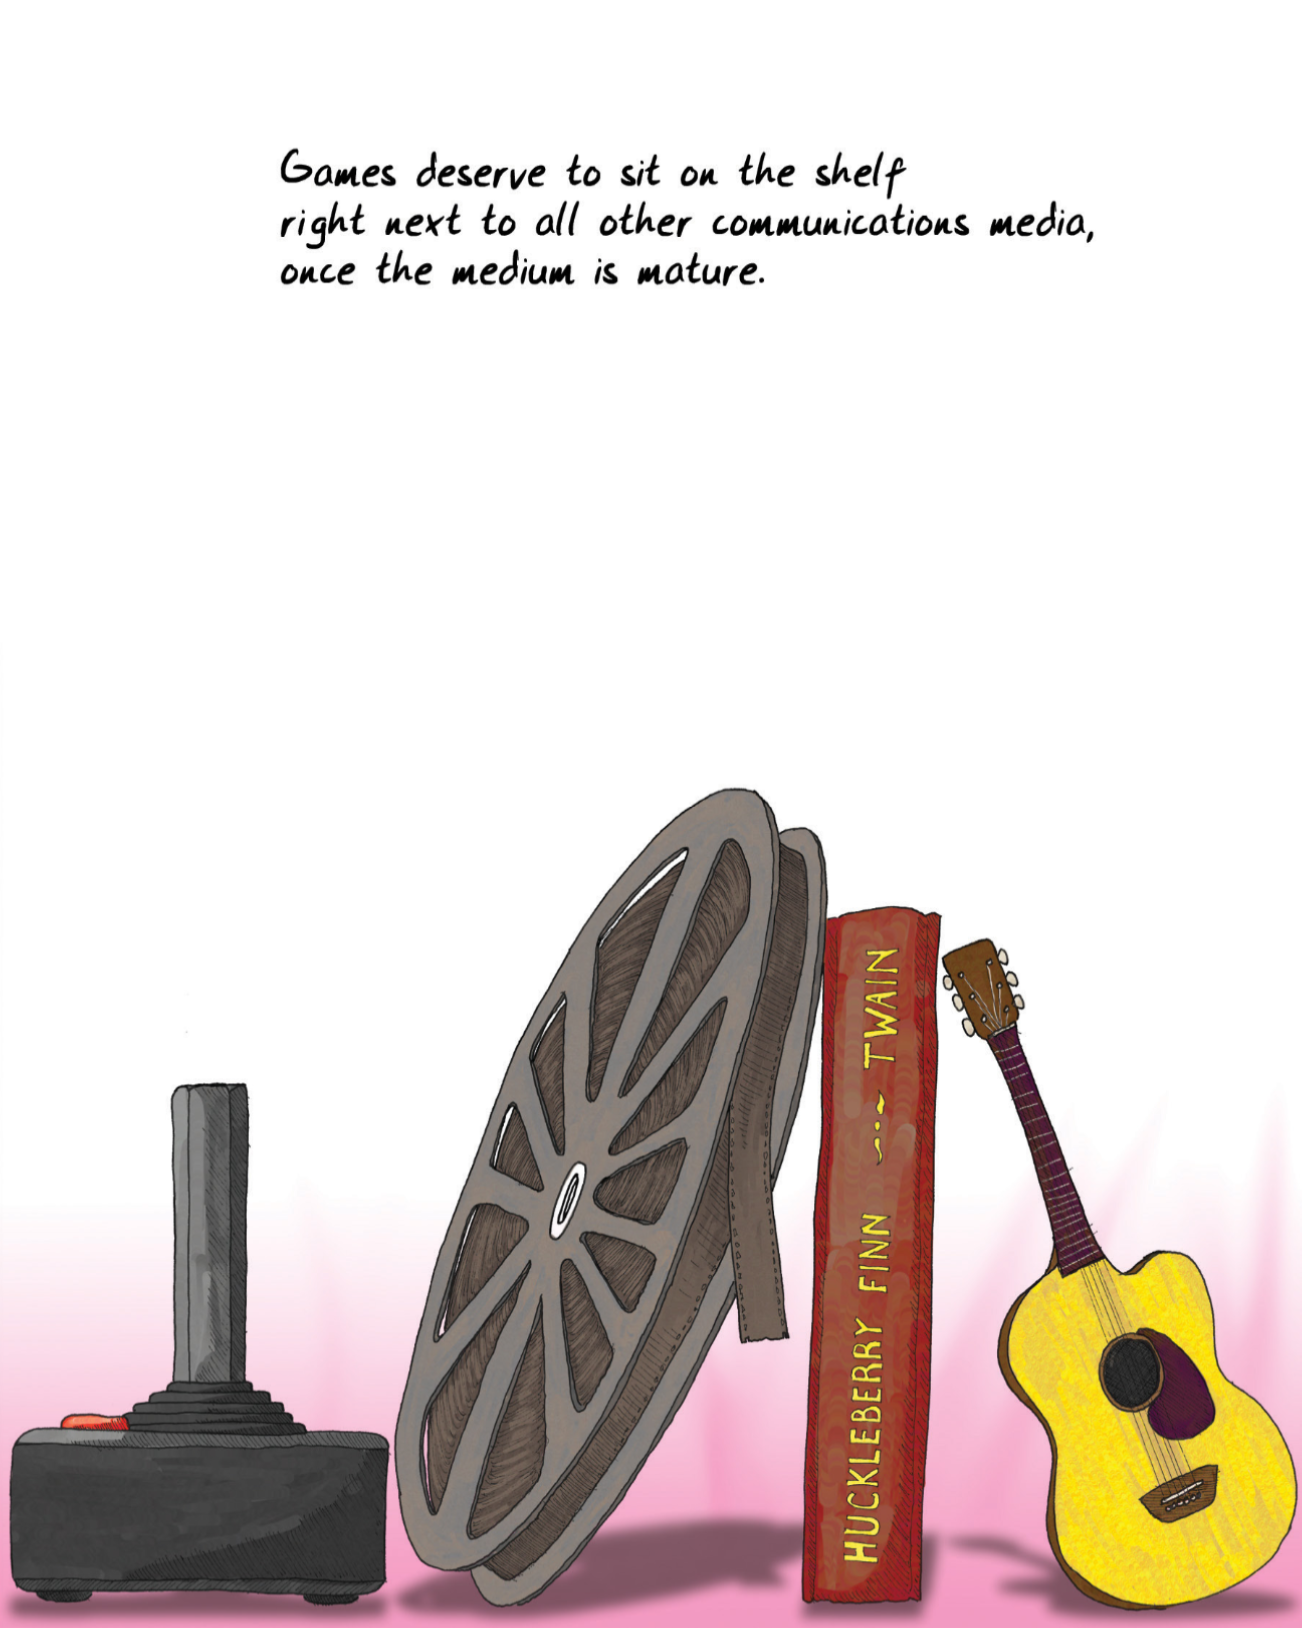 Games deserve to sit on the shelf
right next to all other communications media,
once the medium is mature.
HUCKLEBERRY FINN ~·~ TWAIN